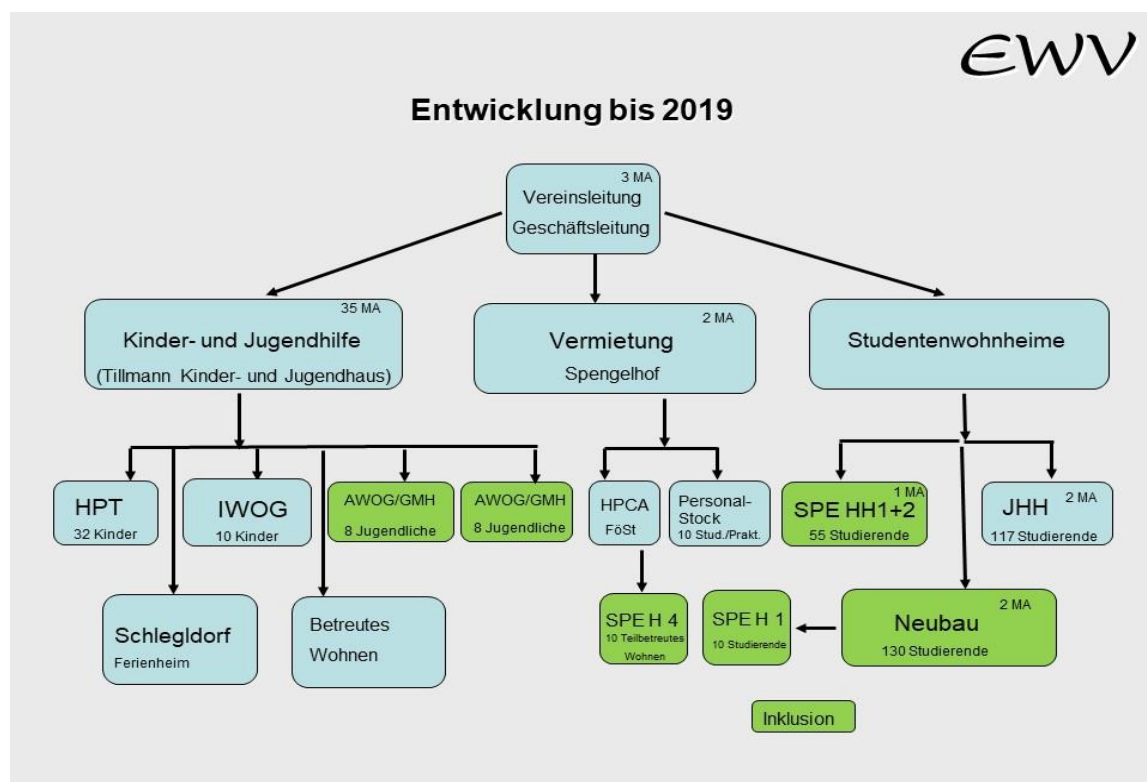 EWV
Entwicklung bis 2019
3 MA
Vereinsleitung
Geschäftsleitung
35 MA
Kinder- und Jugendhilfe
(Tillmann Kinder- und Jugendhaus)
2 MA
Vermietung
Spengelhof
Studentenwohnheime
HPT
32 Kinder
IWOG
10 Kinder
AWOG/GMH
8 Jugendliche
AWOG/GMH
8 Jugendliche
HPCA
FöSt
Personal-
Stock
10 Stud./Prakt.
1 MA
SPE HH1+2
55 Studierende
2 MA
JHH
117 Studierende
Schlegldorf
Ferienheim
Betreutes
Wohnen
SPE H 4
10 Teilbetreutes
Wohnen
SPE H 1
10 Studierende
2 MA
Neubau
130 Studierende
Inklusion